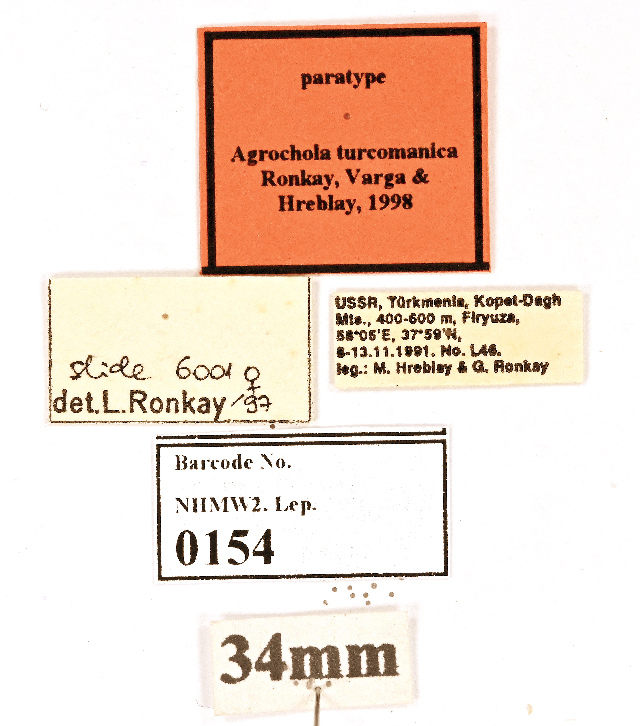 paratype
Agrochola turcomanica
Ronkay, Varga &
Hreblay, 1998
slide 6001 ♀
det.L.Ronkay /97
USSR, Türkmenia, Kopet-Dagh
Mts., 400-600 m, Firyuza,
58°05'E, 37°59'N,
8-13.11.1991. No. L46.
leg.: M. Hreblay & G. Ronkay
Barcode No.
NHMW2. Lep.
0154
34mm